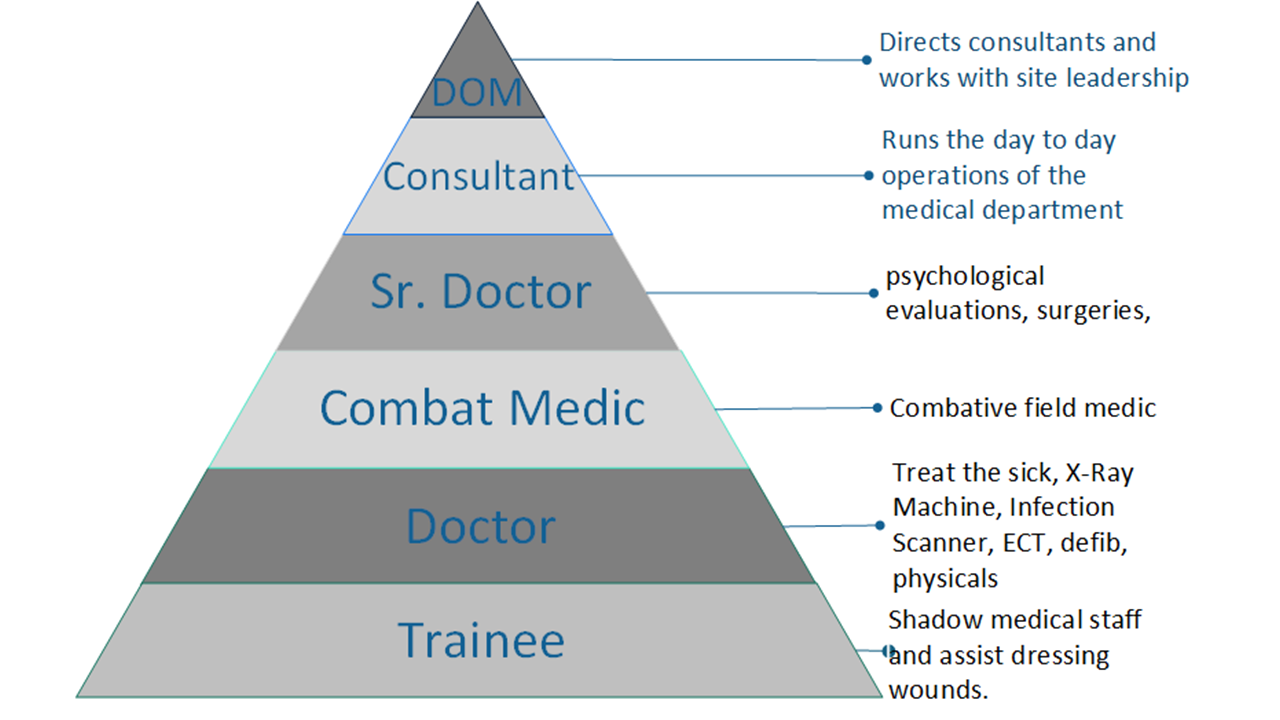 DOM
Directs consultants and
works with site leadership
Consultant
Runs the day to day
operations of the
medical department
Sr. Doctor
psychological
evaluations, surgeries,
Combat Medic
Combative field medic
Doctor
Treat the sick, X-Ray
Machine, Infection
Scanner, ECT, defib,
physicals
Trainee
Shadow medical staff
and assist dressing
wounds.